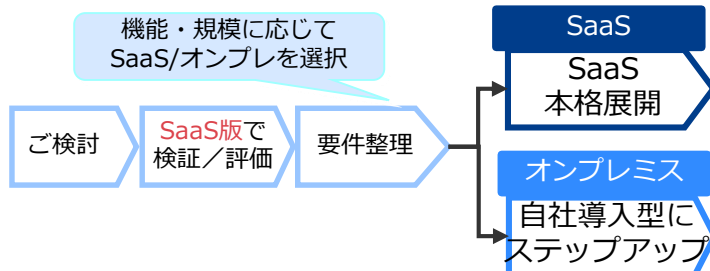 機能・規模に応じて
SaaS/オンプレを選択
ご検討
SaaS版で
検証／評価
要件整理
SaaS
SaaS
本格展開
オンプレミス
自社導入型に
ステップアップ